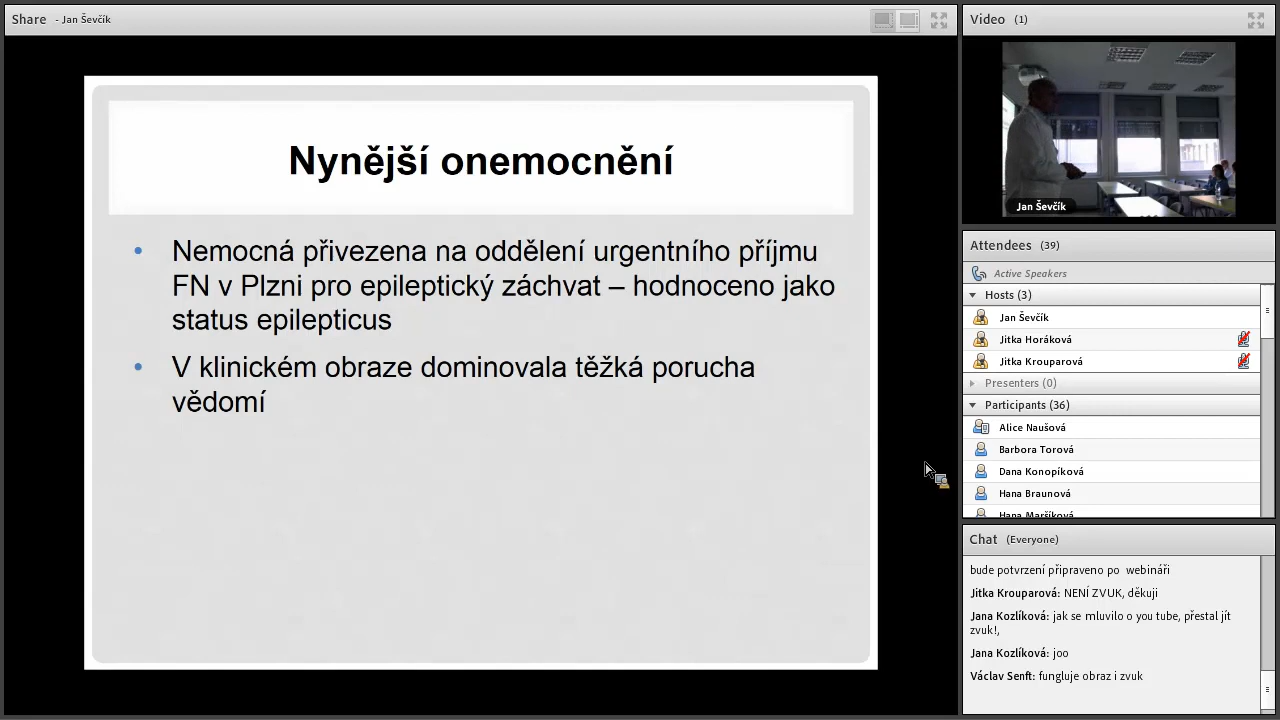 Share - Jan Ševčík
Nynější onemocnění
• Nemocná přivezena na oddělení urgentního příjmu
FN v Plzni pro epileptický záchvat – hodnoceno jako
status epilepticus
• V klinickém obraze dominovala těžká porucha
vědomí
Video (1)
Jan Ševčík
Attendees (39)
Active Speakers
Hosts (3)
Jan Ševčík
Jitka Horáková
Jitka Krouparová
Presenters (0)
Participants (36)
Alice Naušová
Barbora Torová
Dana Konopíková
Hana Braunová
Hana Maršíková
Chat (Everyone)
bude potvrzení připraveno po webináři
Jitka Krouparová: NENÍ ZVUK, děkuji
Jana Kozlíková: jak se mluvilo o you tube, přestal jít
zvuk!,
Jana Kozlíková: joo
Václav Senft: fungluje obraz i zvuk